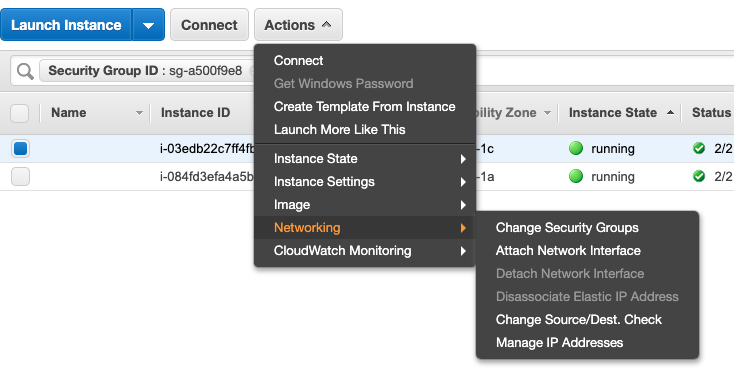 Launch Instance
Connect
Actions
Security Group ID : sg-a500f9e8
Name
Instance ID
bility Zone
Instance State
Status
i-03edb22c7ff4fb
-1c
running
2/2
i-084fd3efa4a5b
-1a
running
2/2
Connect
Get Windows Password
Create Template From Instance
Launch More Like This
Instance State
Instance Settings
Image
Networking
CloudWatch Monitoring
Change Security Groups
Attach Network Interface
Detach Network Interface
Disassociate Elastic IP Address
Change Source/Dest. Check
Manage IP Addresses